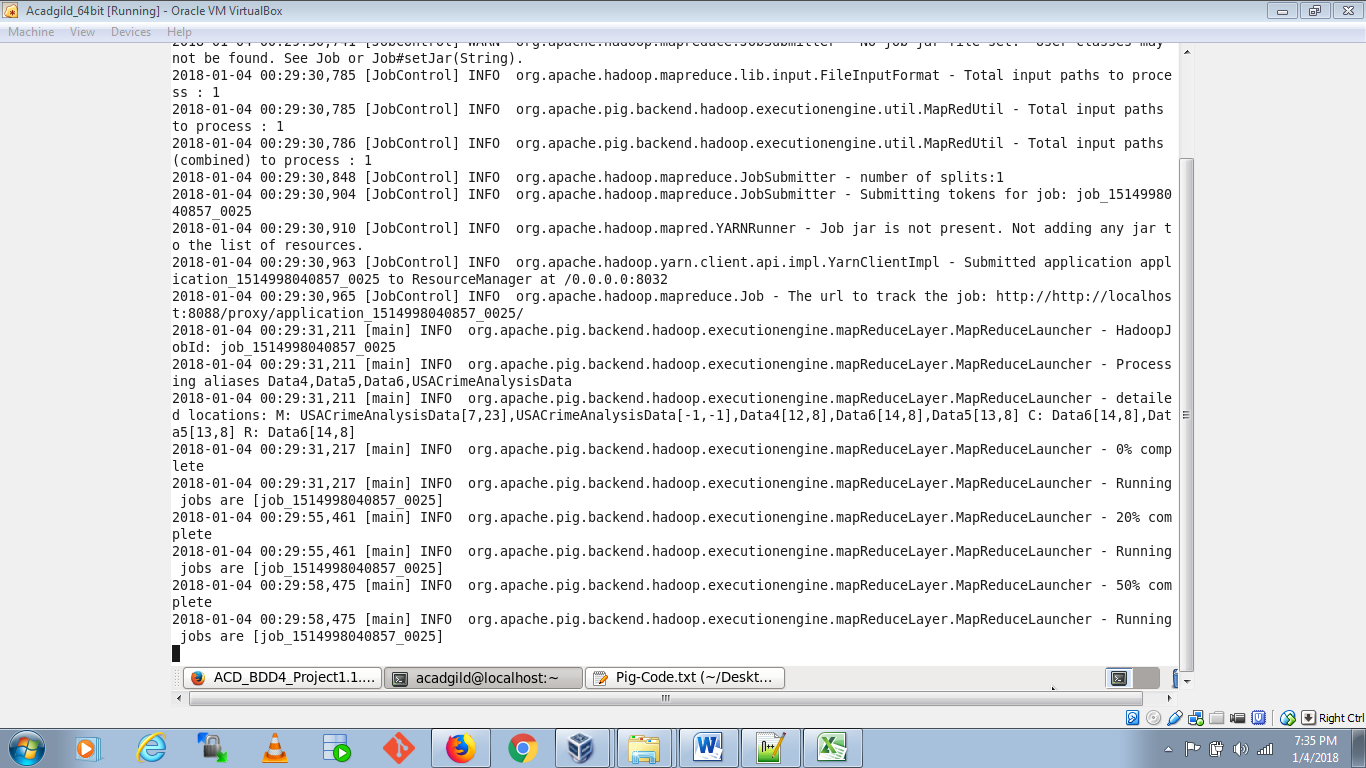 Acadgild_64bit [Running] - Oracle VM VirtualBox
Machine View Devices Help
2018-01-04 00:29:30,741 [JobControl] WARN  org.apache.hadoop.mapreduce.JobSubmitter - No job jar file set.  User classes may
not be found. See Job or Job#setJar(String).
2018-01-04 00:29:30,785 [JobControl] INFO  org.apache.hadoop.mapreduce.lib.input.FileInputFormat - Total input paths to proce
ss : 1
2018-01-04 00:29:30,785 [JobControl] INFO  org.apache.pig.backend.hadoop.executionengine.util.MapRedUtil - Total input paths
to process : 1
2018-01-04 00:29:30,786 [JobControl] INFO  org.apache.pig.backend.hadoop.executionengine.util.MapRedUtil - Total input paths
(combined) to process : 1
2018-01-04 00:29:30,848 [JobControl] INFO  org.apache.hadoop.mapreduce.JobSubmitter - number of splits:1
2018-01-04 00:29:30,904 [JobControl] INFO  org.apache.hadoop.mapreduce.JobSubmitter - Submitting tokens for job: job_15149980
40857_0025
2018-01-04 00:29:30,910 [JobControl] INFO  org.apache.hadoop.mapred.YARNRunner - Job jar is not present. Not adding any jar t
o the list of resources.
2018-01-04 00:29:30,963 [JobControl] INFO  org.apache.hadoop.yarn.client.api.impl.YarnClientImpl - Submitted application appl
ication_1514998040857_0025 to ResourceManager at /0.0.0.0:8032
2018-01-04 00:29:30,965 [JobControl] INFO  org.apache.hadoop.mapreduce.Job - The url to track the job: http://http://localhos
t:8088/proxy/application_1514998040857_0025/
2018-01-04 00:29:31,211 [main] INFO  org.apache.pig.backend.hadoop.executionengine.mapReduceLayer.MapReduceLauncher - HadoopJ
obId: job_1514998040857_0025
2018-01-04 00:29:31,211 [main] INFO  org.apache.pig.backend.hadoop.executionengine.mapReduceLayer.MapReduceLauncher - Process
ing aliases Data4,Data5,Data6,USACrimeAnalysisData
2018-01-04 00:29:31,211 [main] INFO  org.apache.pig.backend.hadoop.executionengine.mapReduceLayer.MapReduceLauncher - detaile
d locations: M: USACrimeAnalysisData[7,23],USACrimeAnalysisData[-1,-1],Data4[12,8],Data6[14,8],Data5[13,8] C: Data6[14,8],Dat
a5[13,8] R: Data6[14,8]
2018-01-04 00:29:31,217 [main] INFO  org.apache.pig.backend.hadoop.executionengine.mapReduceLayer.MapReduceLauncher - 0% comp
lete
2018-01-04 00:29:31,217 [main] INFO  org.apache.pig.backend.hadoop.executionengine.mapReduceLayer.MapReduceLauncher - Running
 jobs are [job_1514998040857_0025]
2018-01-04 00:29:55,461 [main] INFO  org.apache.pig.backend.hadoop.executionengine.mapReduceLayer.MapReduceLauncher - 20% com
plete
2018-01-04 00:29:55,461 [main] INFO  org.apache.pig.backend.hadoop.executionengine.mapReduceLayer.MapReduceLauncher - Running
 jobs are [job_1514998040857_0025]
2018-01-04 00:29:58,475 [main] INFO  org.apache.pig.backend.hadoop.executionengine.mapReduceLayer.MapReduceLauncher - 50% com
plete
2018-01-04 00:29:58,475 [main] INFO  org.apache.pig.backend.hadoop.executionengine.mapReduceLayer.MapReduceLauncher - Running
 jobs are [job_1514998040857_0025]
ACD_BDD4_Project1.1.... acadgild@localhost:~ Pig-Code.txt (~/Deskt...
Right Ctrl
7:35 PM
1/4/2018